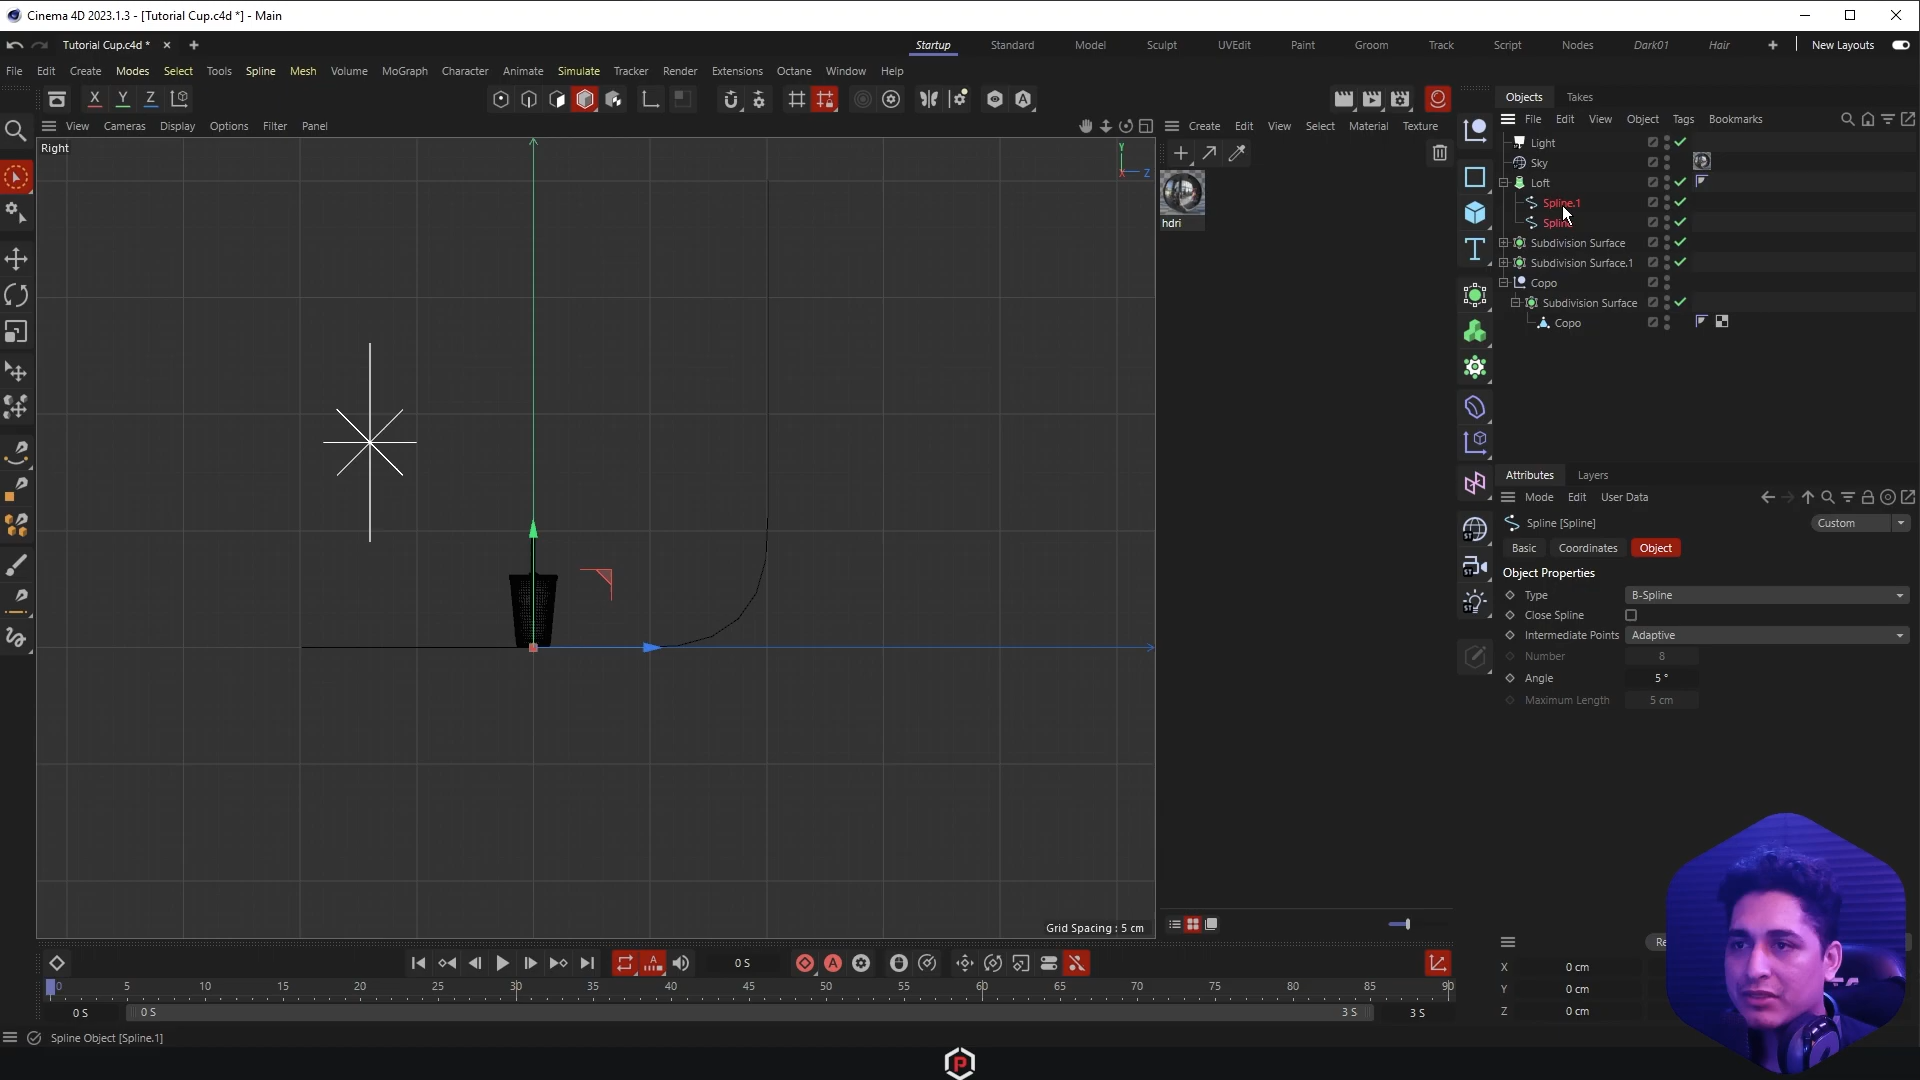 Cinema 4D 2023.1.3 - [Tutorial Cup.c4d *] - Main
Tutorial Cup.c4d *
Startup Standard Model Sculpt UVEdit Paint Groom Track Script Nodes Dark01 Hair New Layouts
File Edit Create Modes Select Tools Spline Mesh Volume MoGraph Character Animate Simulate Tracker Render Extensions Octane Window Help
X Y Z
Objects Takes
File Edit View Object Tags Bookmarks
View Cameras Display Options Filter Panel
Create Edit View Select Material Texture
Right
Y
X Z
hdri
Light
Sky
Loft
Spline.1
Spline
Subdivision Surface
Subdivision Surface.1
Copo
Subdivision Surface
Copo
Attributes Layers
Mode Edit User Data
Spline [Spline]
Custom
Basic Coordinates Object
Object Properties
Type B-Spline
Close Spline
Intermediate Points Adaptive
Number 8
Angle 5 °
Maximum Length 5 cm
Grid Spacing : 5 cm
0 S
0 5 10 15 20 25 30 35 40 45 50 55 60 65 70 75 80 85 90
0 S 0 S 3 S 3 S
X 0 cm
Y 0 cm
Z 0 cm
Spline Object [Spline.1]
P